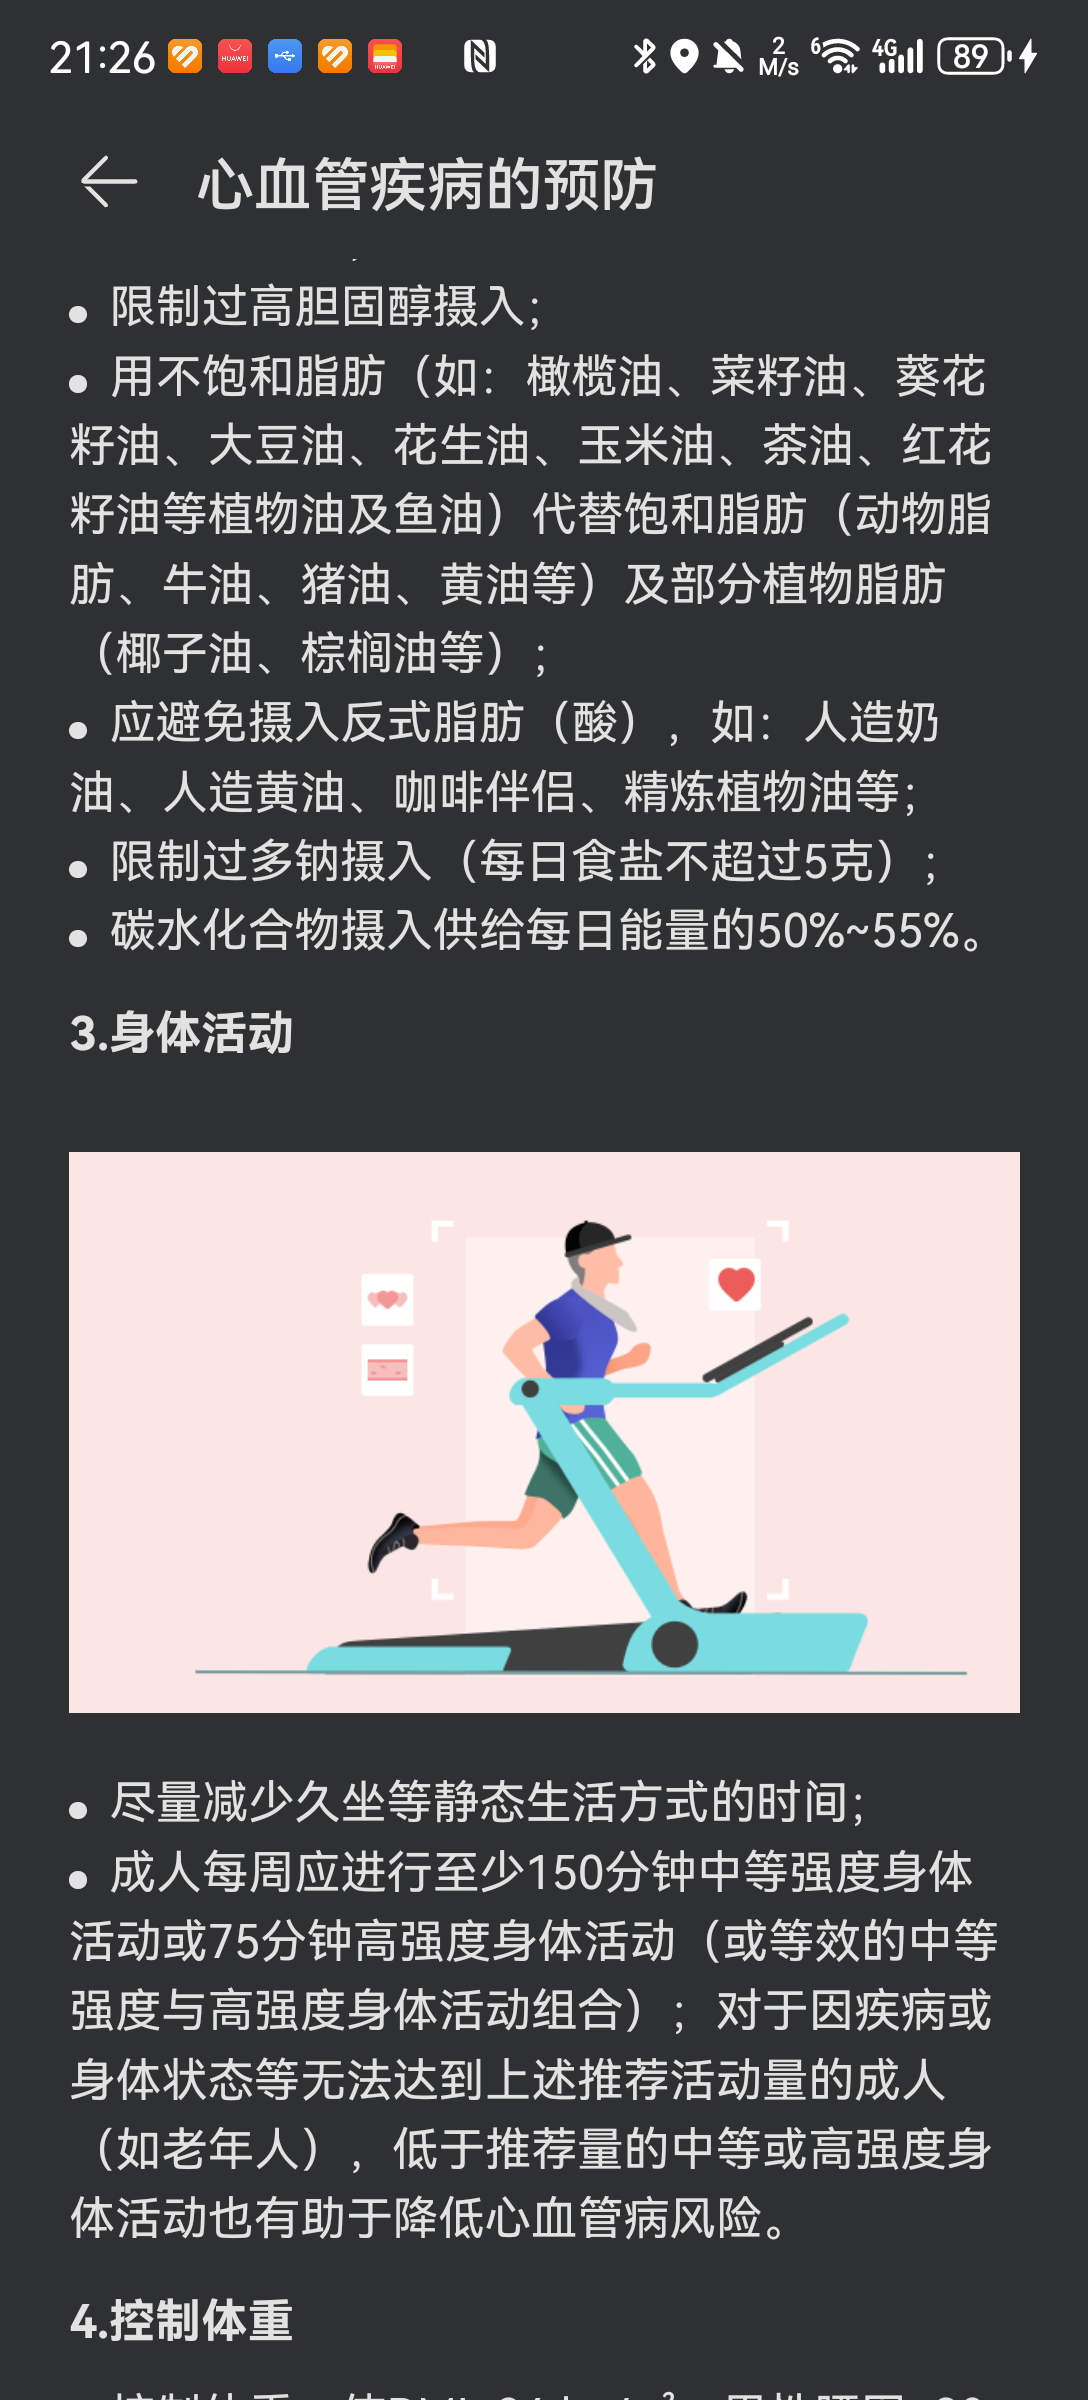 21:26
HUAWEI
HUAWEI
2
M/s
6
4G
89
心血管疾病的预防
● 限制过高胆固醇摄入；
● 用不饱和脂肪（如：橄榄油、菜籽油、葵花
籽油、大豆油、花生油、玉米油、茶油、红花
籽油等植物油及鱼油）代替饱和脂肪（动物脂
肪、牛油、猪油、黄油等）及部分植物脂肪
（椰子油、棕榈油等）；
● 应避免摄入反式脂肪（酸），如：人造奶
油、人造黄油、咖啡伴侣、精炼植物油等；
● 限制过多钠摄入（每日食盐不超过5克）；
● 碳水化合物摄入供给每日能量的50%~55%。
3.身体活动
● 尽量减少久坐等静态生活方式的时间；
● 成人每周应进行至少150分钟中等强度身体
活动或75分钟高强度身体活动（或等效的中等
强度与高强度身体活动组合）；对于因疾病或
身体状态等无法达到上述推荐活动量的成人
（如老年人），低于推荐量的中等或高强度身
体活动也有助于降低心血管病风险。
4.控制体重